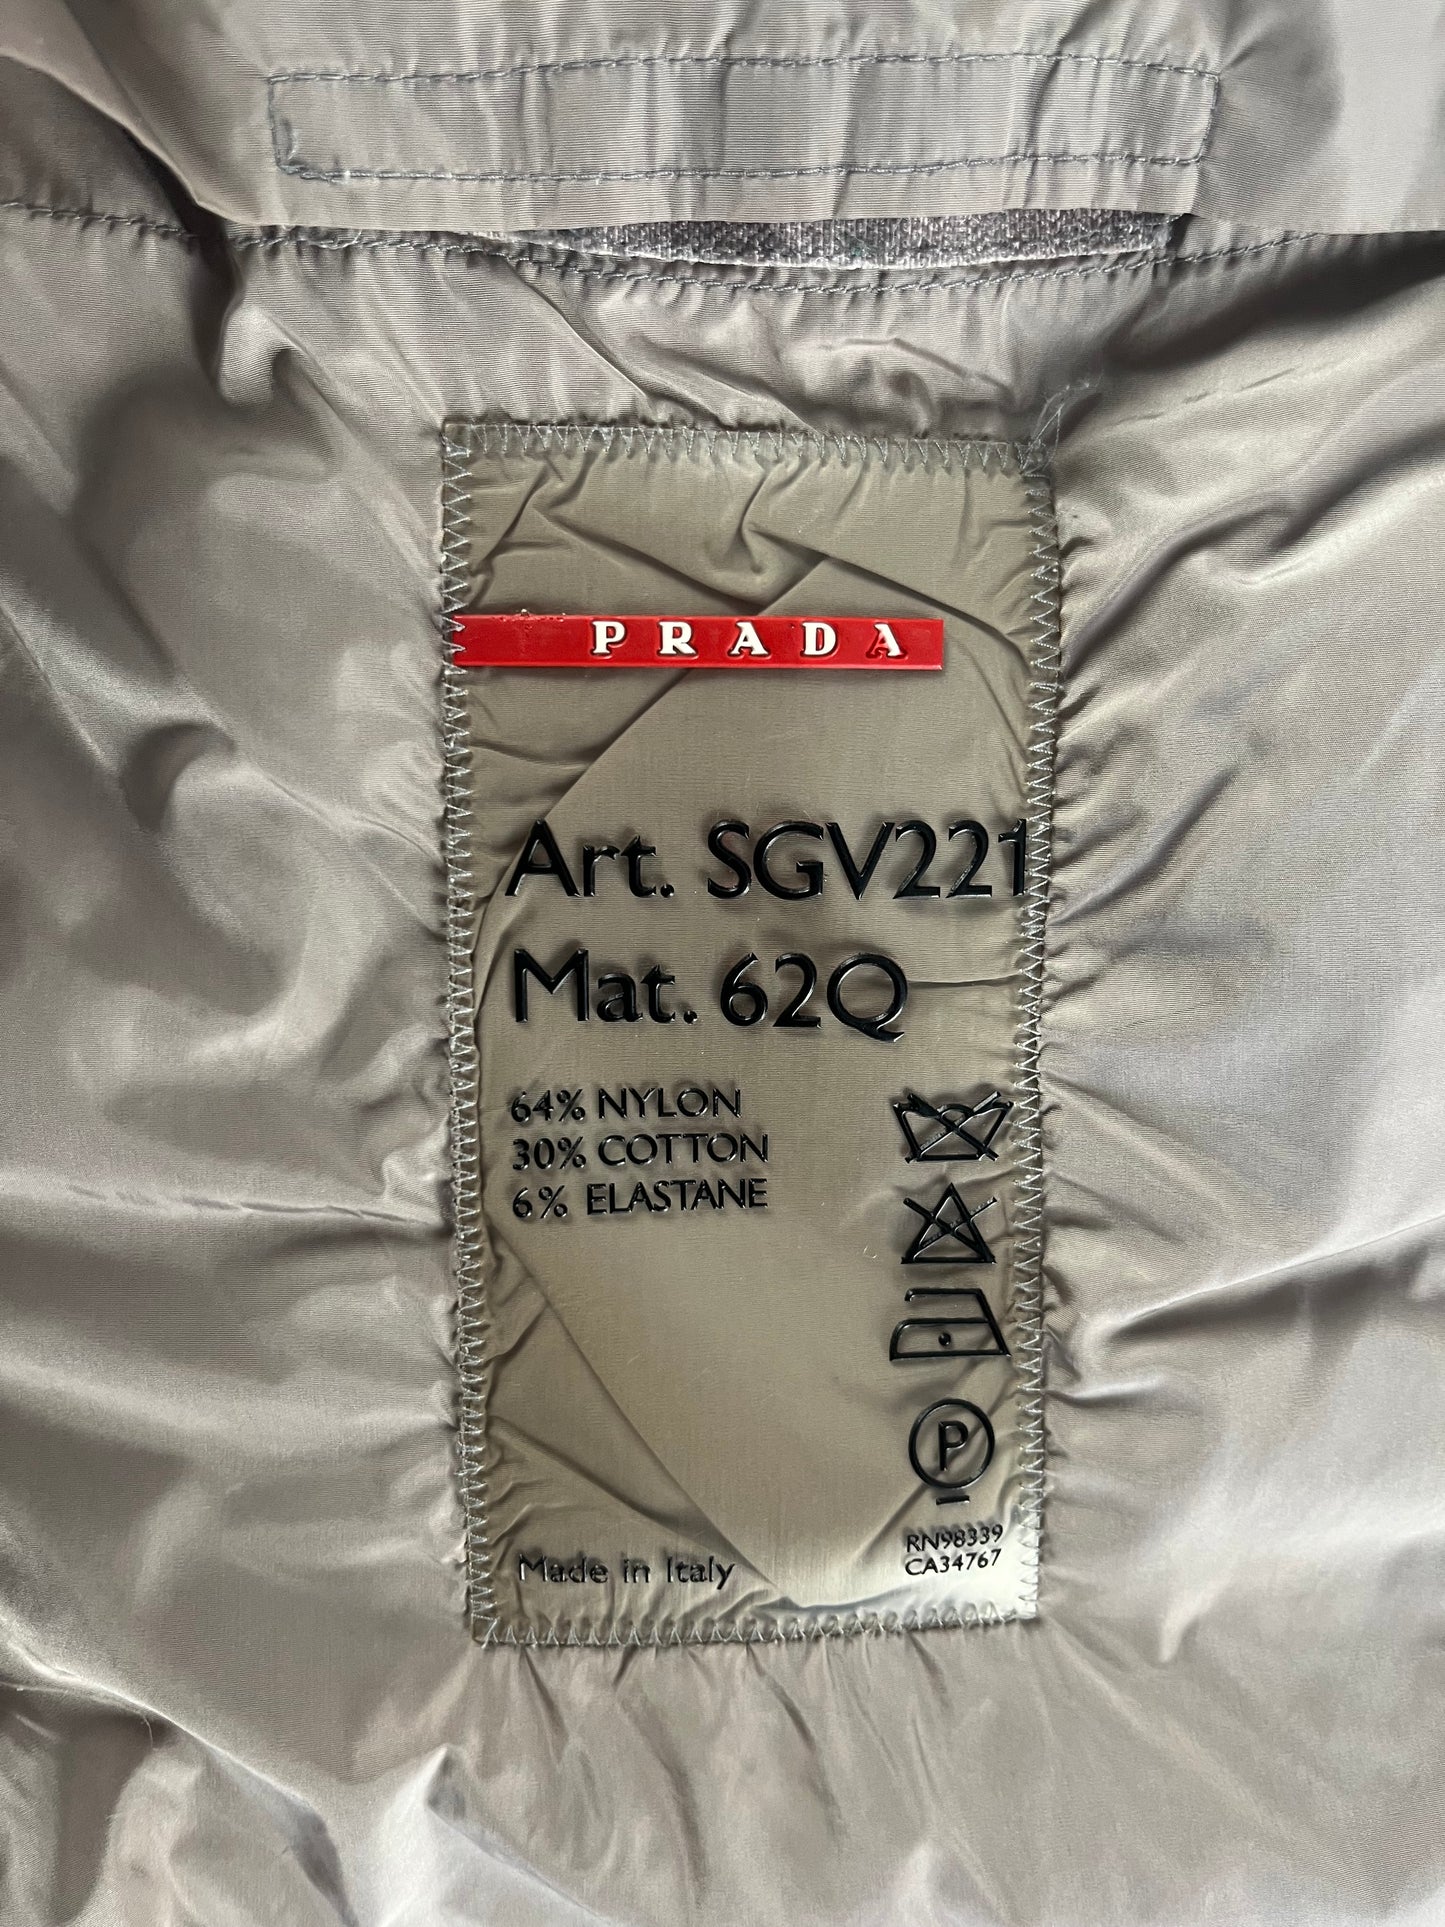 PRADA
Art. SGV221
Mat. 62Q
64% NYLON
30% COTTON
6% ELASTANE
P
Made in Italy
RN98339
CA34767